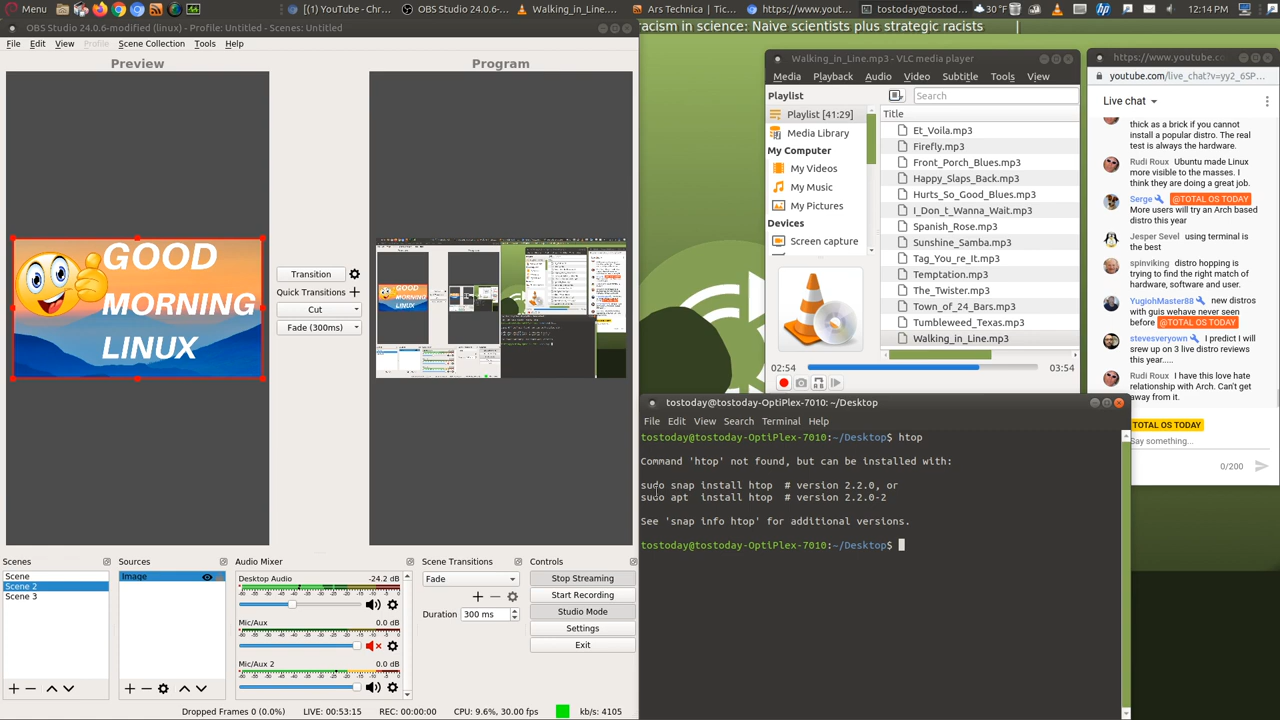 Menu
[ (YouTube - Chr...
OBS Studio 24.0.6-modif...
Walking_in_Line....
Ars Technica | Tic...
https://www.yout...
tostoday@tostod...
30°F
12:14 PM
OBS Studio 24.0.6-modified (linux) - Profile: Untitled - Scenes: Untitled
acism in science: Naive scientists plus strategic racists |
File Edit View Profile Scene Collection Tools Help
Preview
Program
GOOD
MORNING
LINUX
Transition
Quick Transitions
Cut
Fade (300ms)
Walking_in_Line.mp3 - VLC media player
Media Playback Audio Video Subtitle Tools View
Playlist
Search
Playlist [41:29]
Media Library
My Computer
My Videos
My Music
My Pictures
Devices
Screen capture
Title
Et_Voila.mp3
Firefly.mp3
Front_Porch_Blues.mp3
Happy_Slaps_Back.mp3
Hurts_So_Good_Blues.mp3
I_Don_t_Wanna_Wait.mp3
Spanish_Rose.mp3
Sunshine_Samba.mp3
Tag_You_re_It.mp3
Temptation.mp3
The_Twister.mp3
Town_of_24_Bars.mp3
Tumbleweed_Texas.mp3
Walking_in_Line.mp3
02:54
03:54
https://www.youtube.c...
youtube.com/live_chat?v=yy2_6SP...
Live chat
thick as a brick if you cannot
install a popular distro. The real
test is always the hardware.
Rudi Roux Ubuntu made Linux
more visible to the masses. I
think they are doing a great job.
Serge @TOTAL OS TODAY
More users will try an Arch based
distro this year
Jesper Sevel using terminal is
the best
spinviking distro hopping is
trying to find the right match of
hardware, software and user.
YugiohMaster88 new distros
with guis wehave never seen
before @TOTAL OS TODAY
stevesveryown I predict I will
srew up on 3 live distro reviews
this year.....
Rudi Roux I have this love hate
relationship with Arch. Can't get
away from it.
TOTAL OS TODAY
Say something...
0/200
tostoday@tostoday-OptiPlex-7010: ~/Desktop
File Edit View Search Terminal Help
tostoday@tostoday-OptiPlex-7010:~/Desktop$ htop
Command 'htop' not found, but can be installed with:
sudo snap install htop # version 2.2.0, or
sudo apt install htop # version 2.2.0-2
See 'snap info htop' for additional versions.
tostoday@tostoday-OptiPlex-7010:~/Desktop$
Scenes
Scene
Scene 2
Scene 3
Sources
Image
Audio Mixer
Desktop Audio -24.2 dB
Mic/Aux 0.0 dB
Mic/Aux 2 0.0 dB
Scene Transitions
Fade
Duration 300 ms
Controls
Stop Streaming
Start Recording
Studio Mode
Settings
Exit
Dropped Frames 0 (0.0%)
LIVE: 00:53:15
REC: 00:00:00
CPU: 9.6%, 30.00 fps
kb/s: 4105